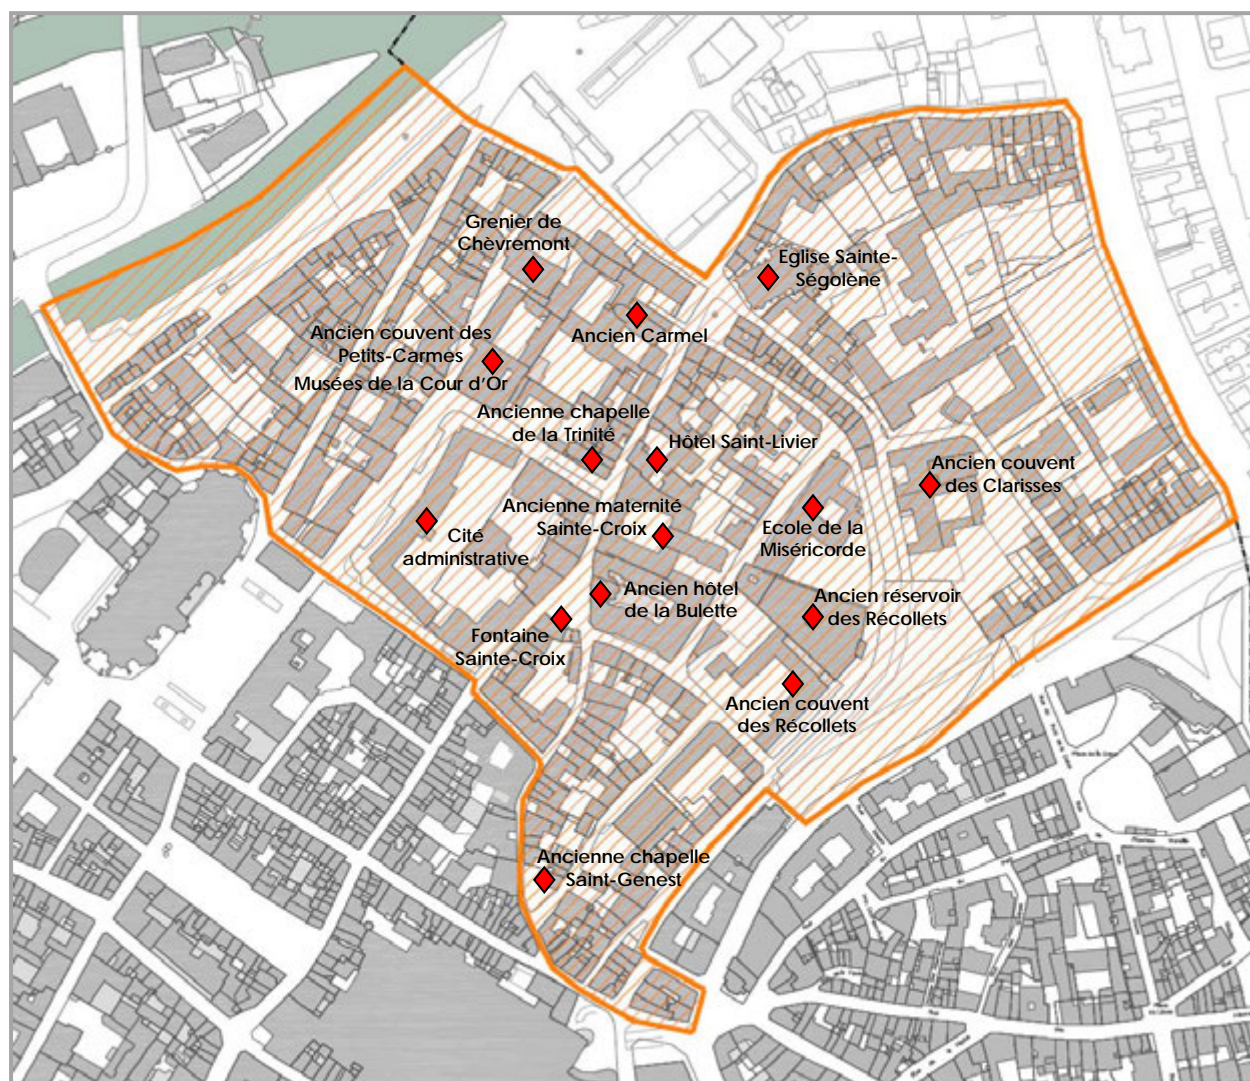 Grenier de
Chèvremont
Eglise Sainte-
Ségolène
Ancien couvent des
Petits-Carmes
Musées de la Cour d'Or
Ancien Carmel
Ancienne chapelle
de la Trinité
Hôtel Saint-Livier
Ancien couvent
des Clarisses
Ancienne maternité
Sainte-Croix
Ecole de la
Miséricorde
Cité
administrative
Ancien hôtel
de la Bulette
Ancien réservoir
des Récollets
Fontaine
Sainte-Croix
Ancien couvent
des Récollets
Ancienne chapelle
Saint-Genest